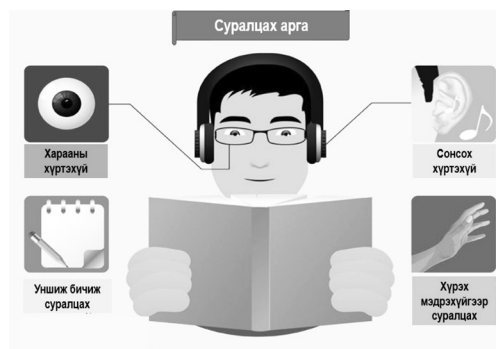 Суралцах арга
Харааны
хүртэхүй
Сонсох
хүртэхүй
Уншиж бичиж
суралцах
Хүрэх
мэдрэхүйгээр
суралцах